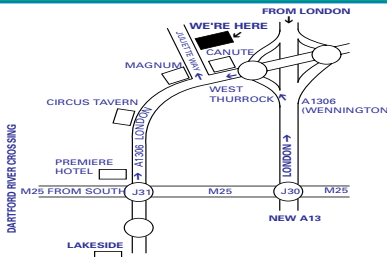 FROM LONDON
WE'RE HERE
JULIETTE WAY
CANUTE
MAGNUM
WEST
THURROCK
CIRCUS TAVERN
A1306
(WENNINGTON
A1306 LONDON
LONDON
DARTFORD RIVER CROSSING
PREMIERE
HOTEL
M25 FROM SOUTH
J31
M25
J30
M25
NEW A13
LAKESIDE